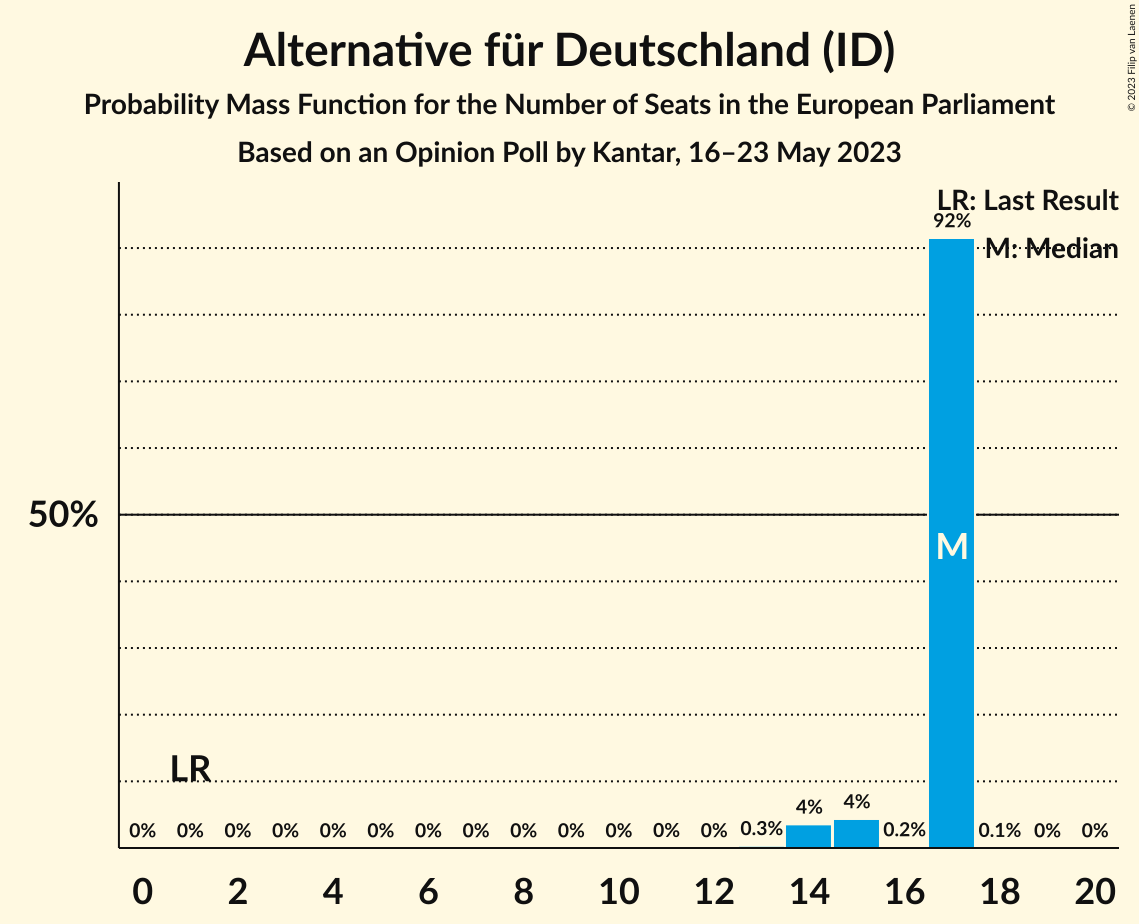 Alternative für Deutschland (ID)
Probability Mass Function for the Number of Seats in the European Parliament
Based on an Opinion Poll by Kantar, 16–23 May 2023
© 2023 Filip van Laenen
LR: Last Result
M: Median
92%
50%
M
LR
0% 0% 0% 0% 0% 0% 0% 0% 0% 0% 0% 0% 0% 0.3% 4% 4% 0.2% 0.1% 0% 0%
0 2 4 6 8 10 12 14 16 18 20